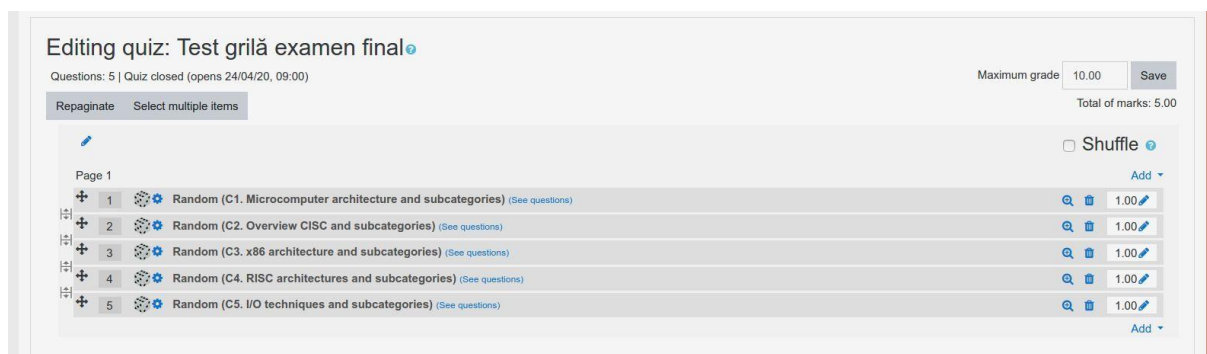 Editing quiz: Test grilă examen final
Questions: 5 | Quiz closed (opens 24/04/20, 09:00)
Maximum grade 10.00 Save
Repaginate Select multiple items
Total of marks: 5.00
Shuffle
Page 1
Add
1 Random (C1. Microcomputer architecture and subcategories) (See questions) 1.00
2 Random (C2. Overview CISC and subcategories) (See questions) 1.00
3 Random (C3. x86 architecture and subcategories) (See questions) 1.00
4 Random (C4. RISC architectures and subcategories) (See questions) 1.00
5 Random (C5. I/O techniques and subcategories) (See questions) 1.00
Add